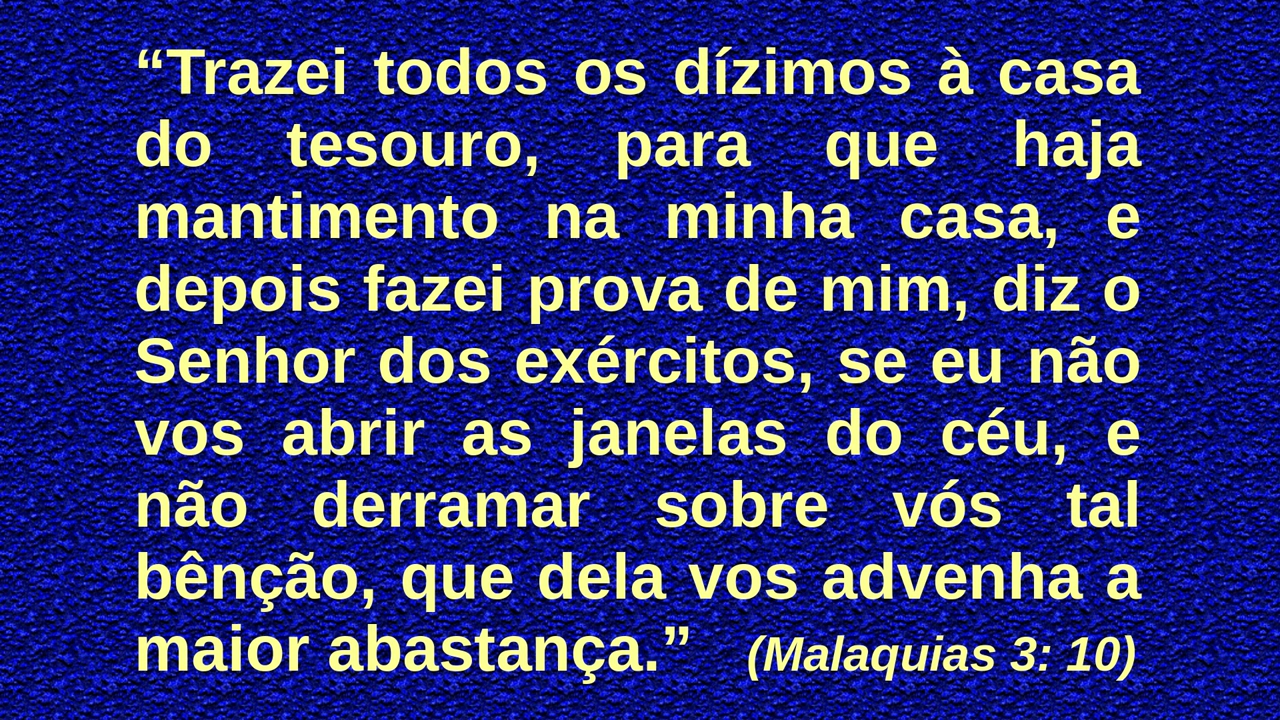 “Trazei todos os dízimos à casa
do tesouro, para que haja
mantimento na minha casa, e
depois fazei prova de mim, diz o
Senhor dos exércitos, se eu não
vos abrir as janelas do céu, e
não derramar sobre vós tal
bênção, que dela vos advenha a
maior abastança.” (Malaquias 3: 10)